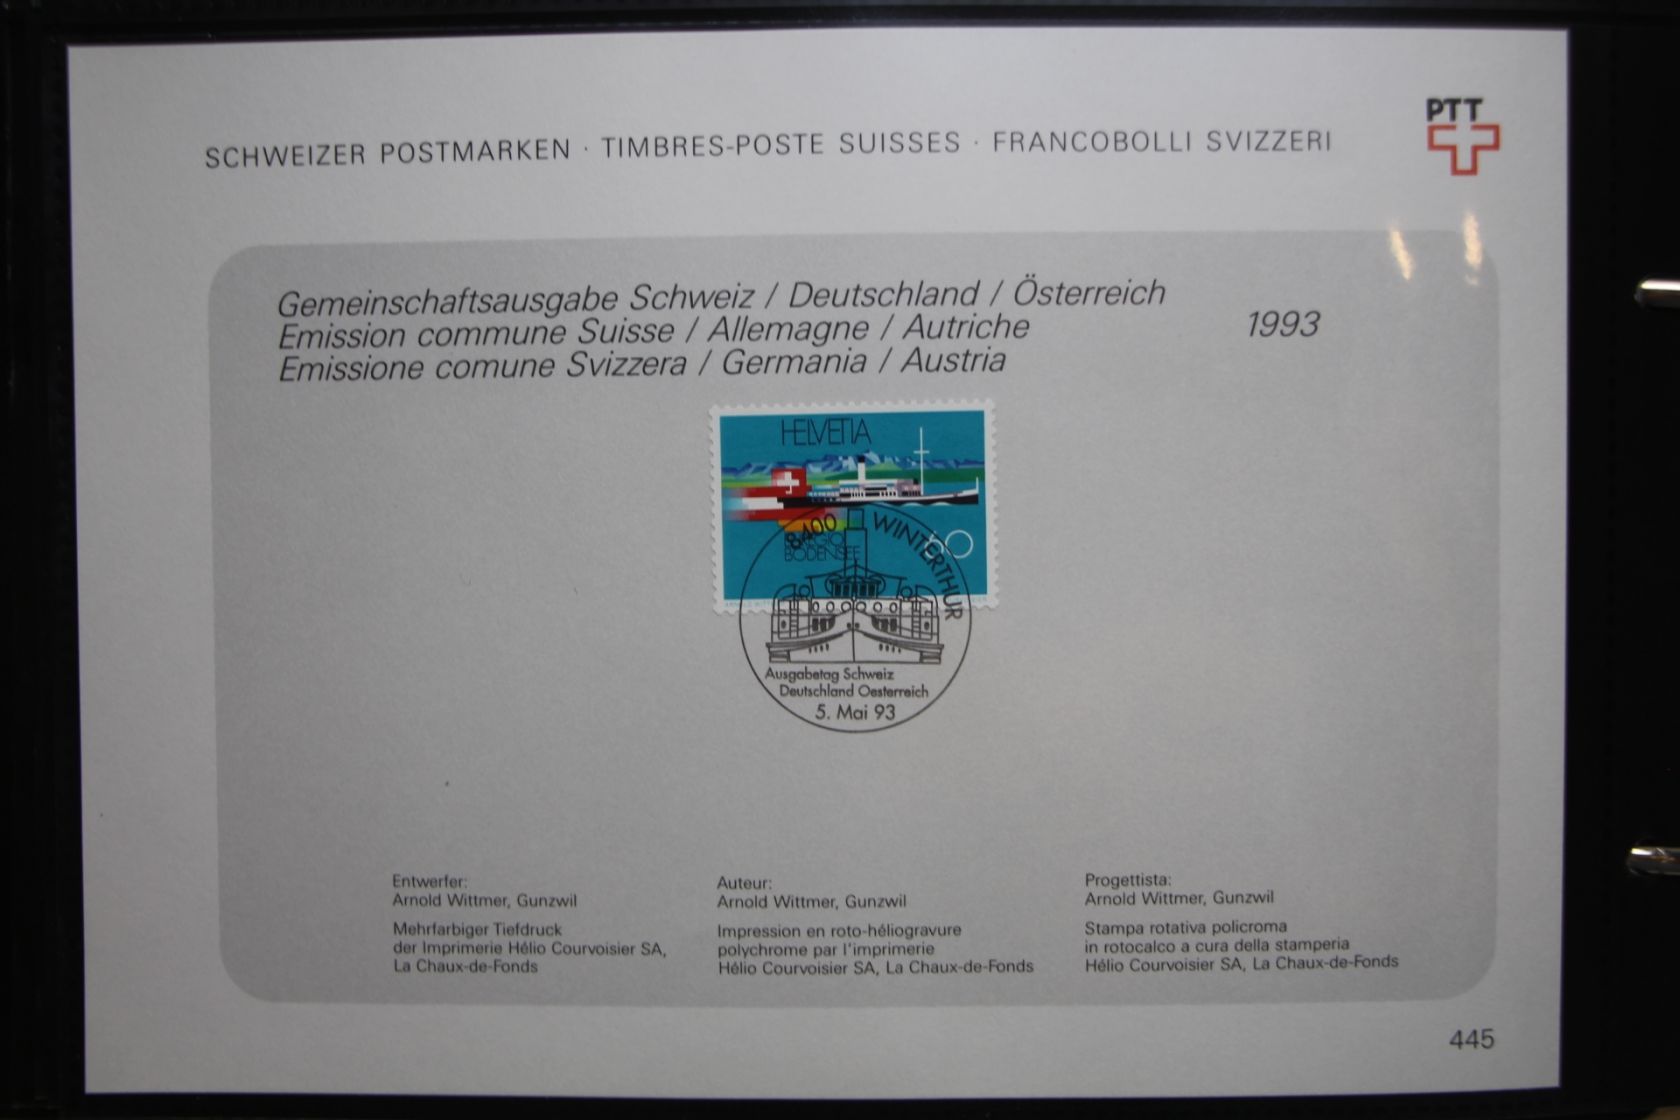 PTT
SCHWEIZER POSTMARKEN · TIMBRES-POSTE SUISSES · FRANCOBOLLI SVIZZERI
Gemeinschaftsausgabe Schweiz / Deutschland / Österreich
Emission commune Suisse / Allemagne / Autriche
Emissione comune Svizzera / Germania / Austria
1993
HELVETIA
60
REGIO
BODENSEE
8400 WINTERTHUR
Ausgabetag Schweiz
Deutschland Oesterreich
5. Mai 93
Entwerfer:
Arnold Wittmer, Gunzwil
Mehrfarbiger Tiefdruck
der Imprimerie Hélio Courvoisier SA,
La Chaux-de-Fonds
Auteur:
Arnold Wittmer, Gunzwil
Impression en roto-héliogravure
polychrome par l'imprimerie
Hélio Courvoisier SA, La Chaux-de-Fonds
Progettista:
Arnold Wittmer, Gunzwil
Stampa rotativa policroma
in rotocalco a cura della stamperia
Hélio Courvoisier SA, La Chaux-de-Fonds
445